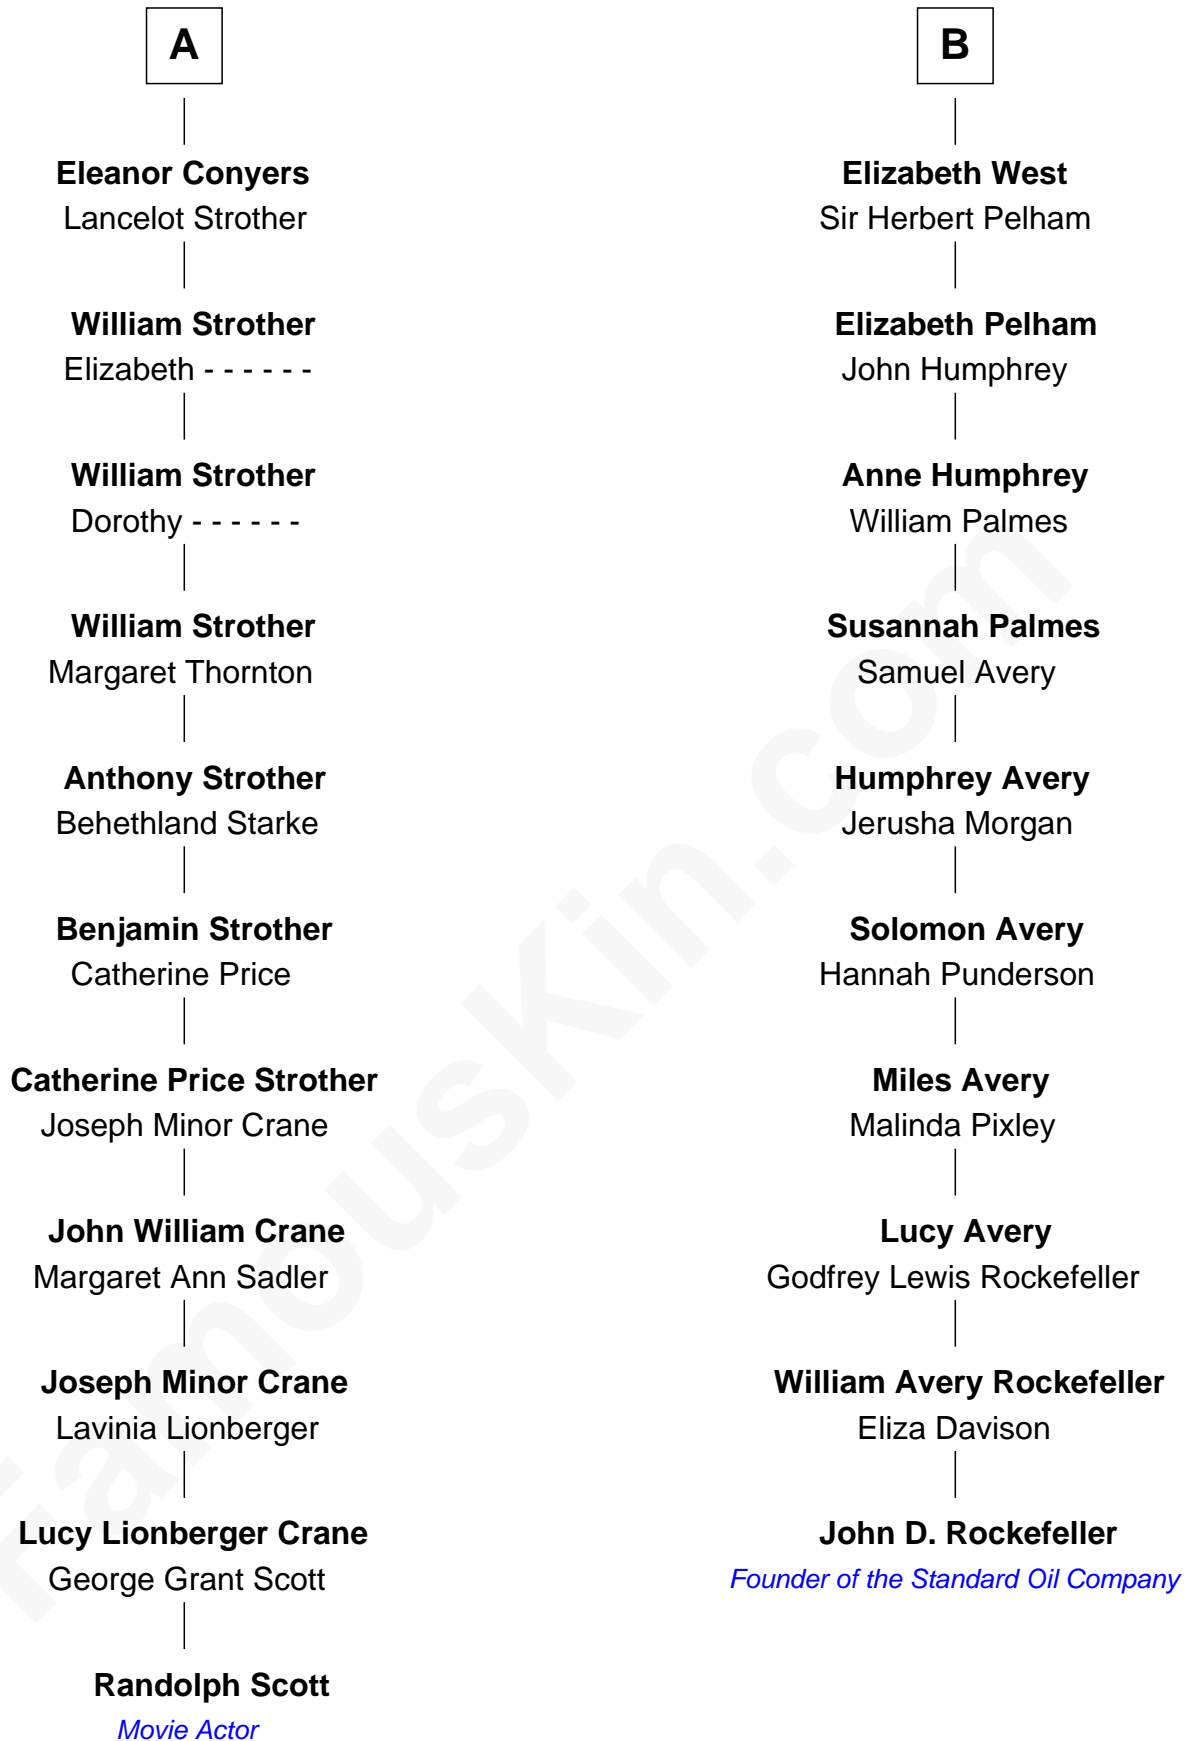 A
Eleanor Conyers
Lancelot Strother
William Strother
Elizabeth - - - - - -
William Strother
Dorothy - - - - - -
William Strother
Margaret Thornton
Anthony Strother
Behethland Starke
Benjamin Strother
Catherine Price
Catherine Price Strother
Joseph Minor Crane
John William Crane
Margaret Ann Sadler
Joseph Minor Crane
Lavinia Lionberger
Lucy Lionberger Crane
George Grant Scott
Randolph Scott
Movie Actor
B
Elizabeth West
Sir Herbert Pelham
Elizabeth Pelham
John Humphrey
Anne Humphrey
William Palmes
Susannah Palmes
Samuel Avery
Humphrey Avery
Jerusha Morgan
Solomon Avery
Hannah Punderson
Miles Avery
Malinda Pixley
Lucy Avery
Godfrey Lewis Rockefeller
William Avery Rockefeller
Eliza Davison
John D. Rockefeller
Founder of the Standard Oil Company
FamousKin.com